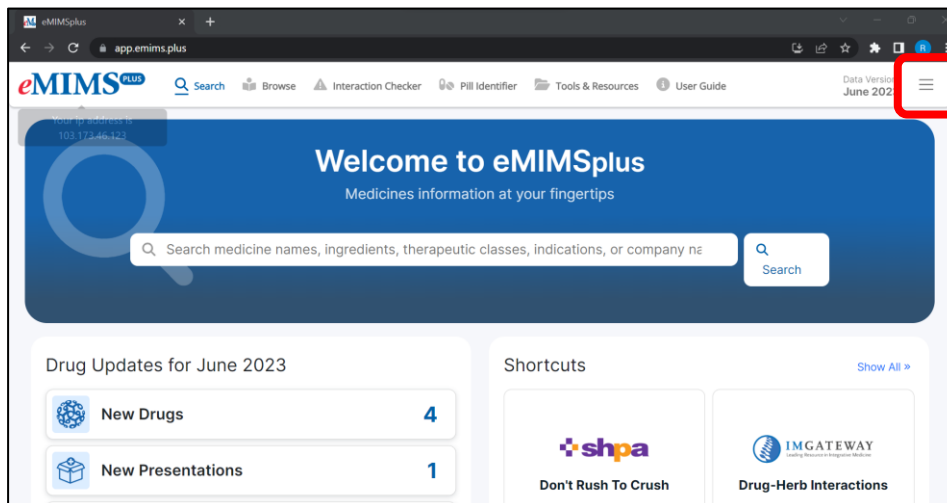 eMIMSplus
app.emims.plus
eMIMS PLUS
Search
Browse
Interaction Checker
Pill Identifier
Tools & Resources
User Guide
Data Version
June 2023
Your ip address is
103.173.46.123
Welcome to eMIMSplus
Medicines information at your fingertips
Search medicine names, ingredients, therapeutic classes, indications, or company na
Search
Drug Updates for June 2023
New Drugs
4
New Presentations
1
Shortcuts
Show All »
shpa
Don't Rush To Crush
IMGATEWAY
Leading Resource in Integrative Medicine
Drug-Herb Interactions